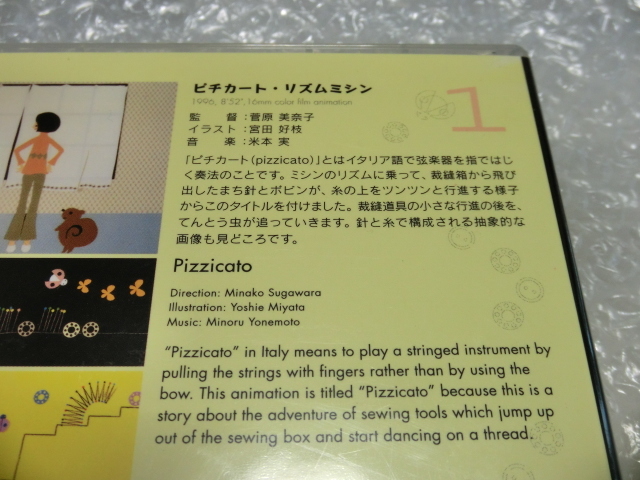 ピチカート・リズムミシン
1996, 8'52", 16mm color film animation
1
監　督：菅原 美奈子
イラスト：宮田 好枝
音　楽：米本 実
「ピチカート(pizzicato)」とはイタリア語で弦楽器を指ではじ
く奏法のことです。ミシンのリズムに乗って、裁縫箱から飛び
出したまち針とボビンが、糸の上をツンツンと行進する様子
からこのタイトルを付けました。裁縫道具の小さな行進の後を、
てんとう虫が追っていきます。針と糸で構成される抽象的な
画像も見どころです。
Pizzicato
Direction: Minako Sugawara
Illustration: Yoshie Miyata
Music: Minoru Yonemoto
"Pizzicato" in Italy means to play a stringed instrument by
pulling the strings with fingers rather than by using the
bow. This animation is titled "Pizzicato" because this is a
story about the adventure of sewing tools which jump up
out of the sewing box and start dancing on a thread.